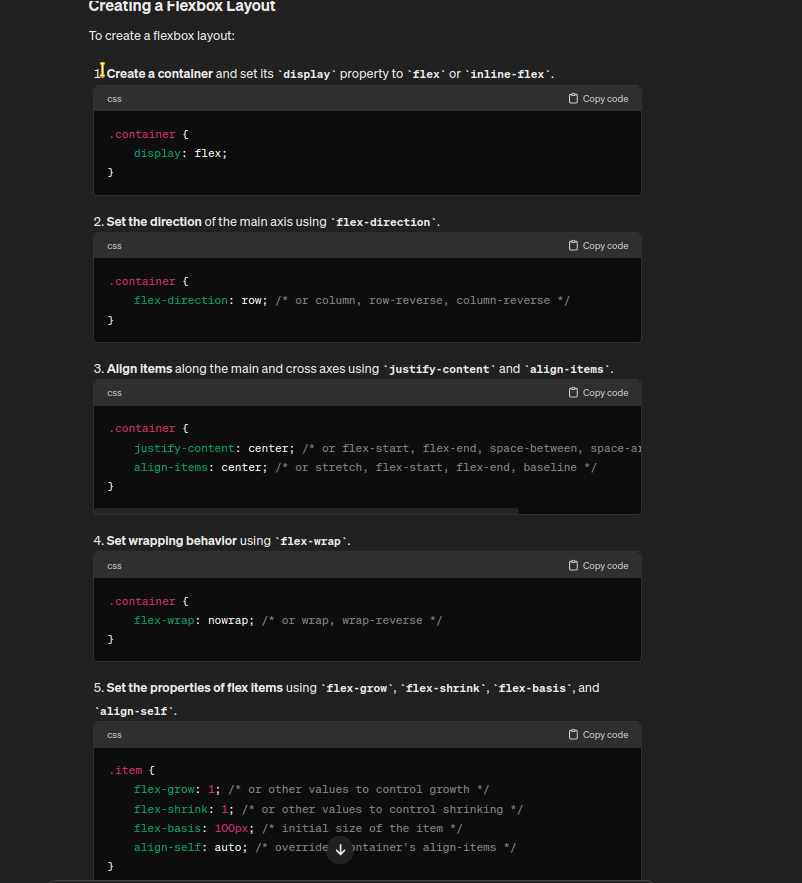 Creating a Flexbox Layout
To create a flexbox layout:
1. Create a container and set its `display` property to `flex` or `inline-flex`.
css
Copy code
.container {
display: flex;
}
2. Set the direction of the main axis using `flex-direction`.
css
Copy code
.container {
flex-direction: row; /* or column, row-reverse, column-reverse */
}
3. Align items along the main and cross axes using `justify-content` and `align-items`.
css
Copy code
.container {
justify-content: center; /* or flex-start, flex-end, space-between,
align-items: center; /* or stretch, flex-start, flex-end, baseline */
}
4. Set wrapping behavior using `flex-wrap`.
css
Copy code
.container {
flex-wrap: nowrap; /* or wrap, wrap-reverse */
}
5. Set the properties of flex items using `flex-grow`, `flex-shrink`, `flex-basis`, and
`align-self`.
css
Copy code
.item {
flex-grow: 1; /* or other values to control growth */
flex-shrink: 1; /* or other values to control shrinking */
flex-basis: 100px; /* initial size of the item */
align-self: auto; /* override align-items */
}